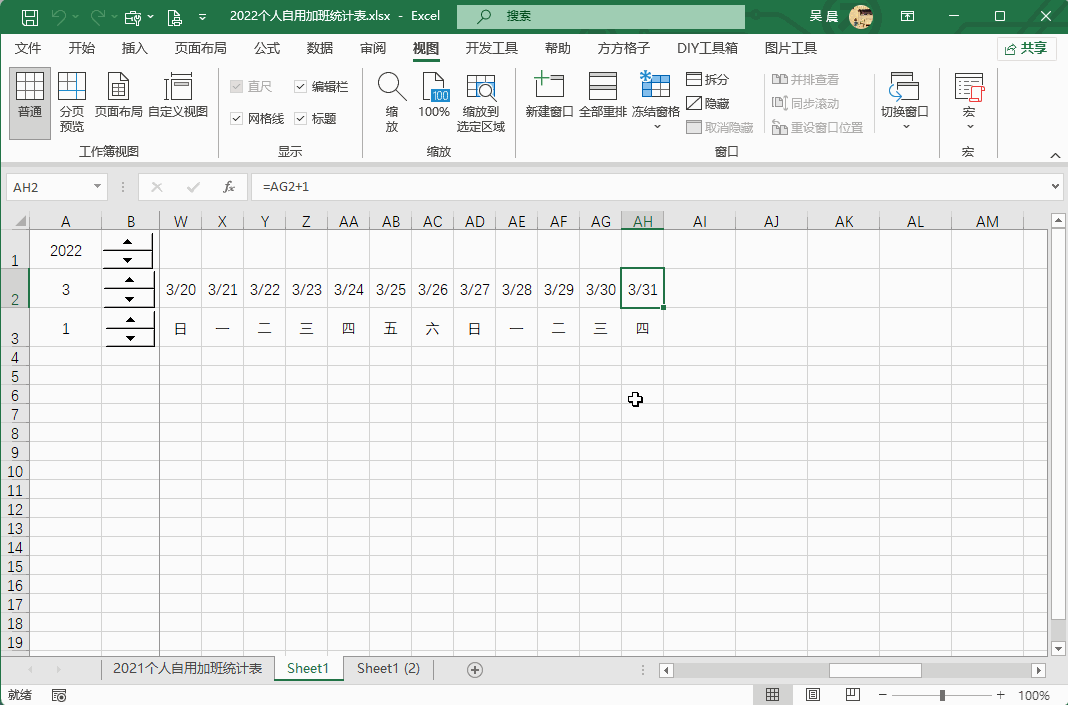 2022个人自用加班统计表.xlsx - Excel
搜索
吴 晨
文件 开始 插入 页面布局 公式 数据 审阅 视图 开发工具 帮助 方方格子 DIY工具箱 图片工具 共享
普通
分页
预览
页面布局
自定义视图
工作簿视图
直尺 编辑栏
网格线 标题
显示
缩
放
100
100%
缩放到
选定区域
缩放
新建窗口
全部重排
冻结窗格
拆分
隐藏
取消隐藏
并排查看
同步滚动
重设窗口位置
切换窗口
窗口
宏
宏
AH2
fx
=AG2+1
A B W X Y Z AA AB AC AD AE AF AG AH AI AJ AK AL AM
1 2022
2 3 3/20 3/21 3/22 3/23 3/24 3/25 3/26 3/27 3/28 3/29 3/30 3/31
3 1 日 一 二 三 四 五 六 日 一 二 三 四
4
5
6
7
8
9
10
11
12
13
14
15
16
17
18
19
2021个人自用加班统计表 Sheet1 Sheet1 (2)
就绪
100%